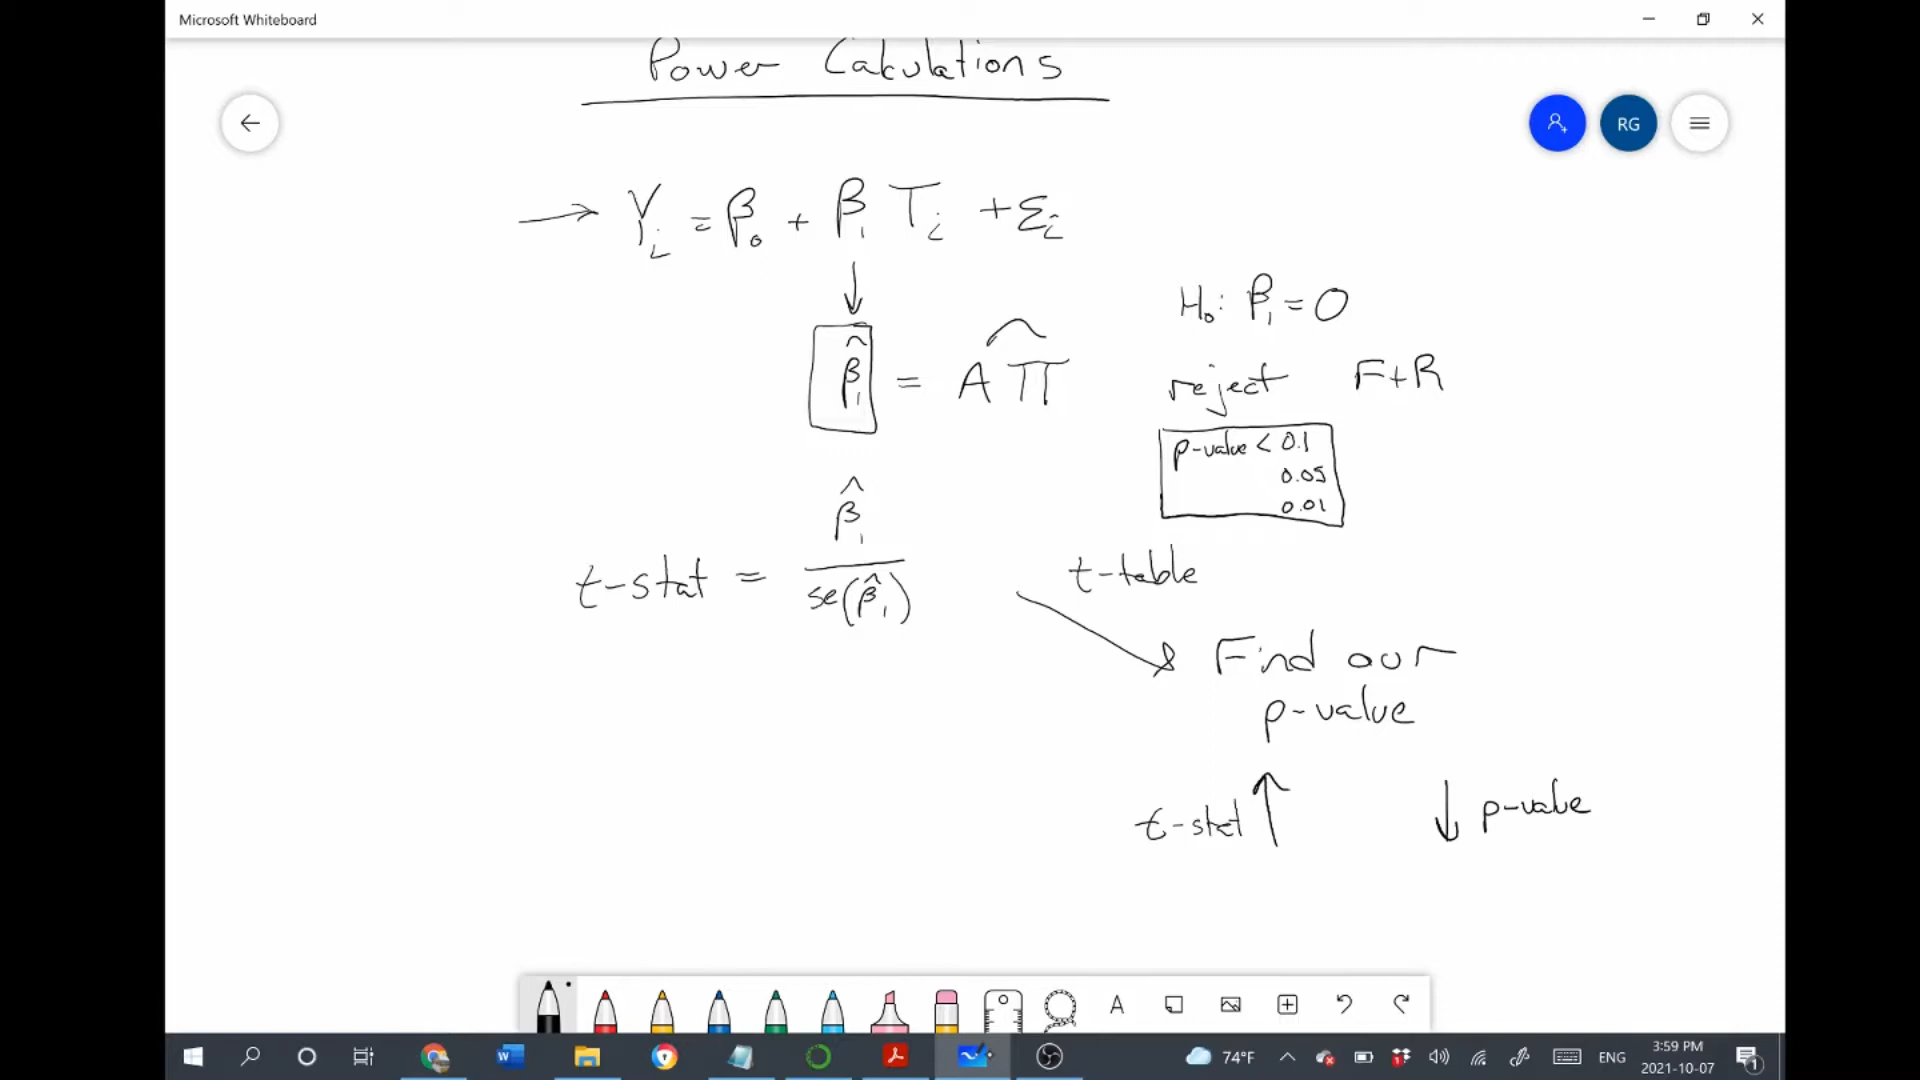 Microsoft Whiteboard
Power Calculations
RG
→ Yᵢ = β₀ + β₁ Tᵢ + εᵢ
↓
H₀: β₁ = 0
β̂₁ = A͡TT
reject F+R
p-value < 0.1
0.05
0.01
t-stat = β̂₁ / se(β̂₁)
t-table
Find our
p-value
t-stat ↑ ↓ p-value
A
74°F
ENG
3:59 PM
2021-10-07
1